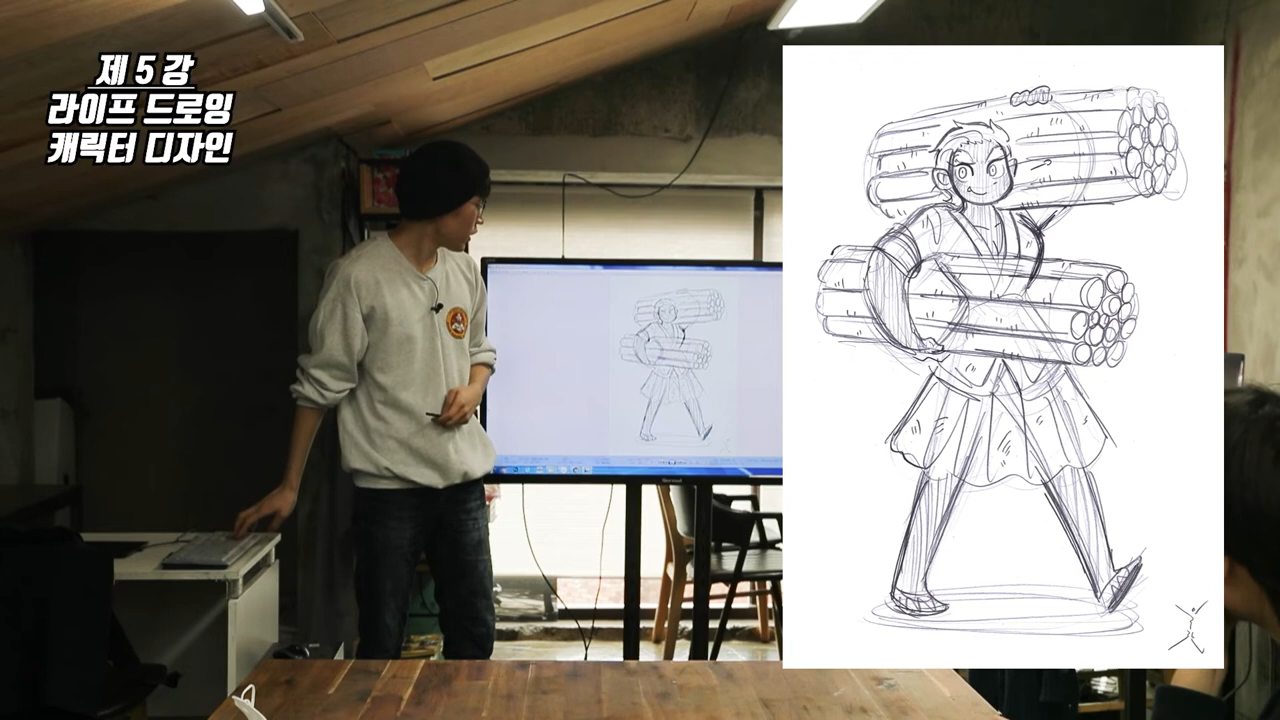 제 5 강
라이프 드로잉
캐릭터 디자인